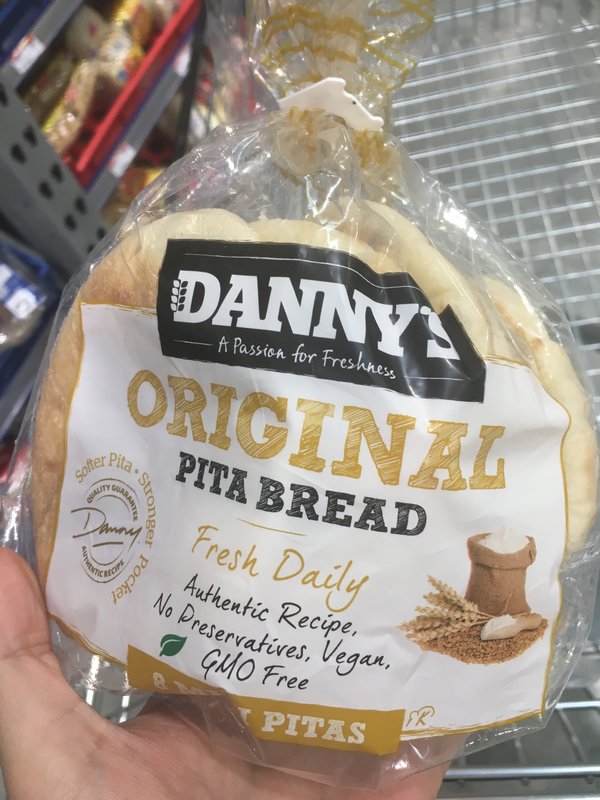 DANNY'S
A Passion for Freshness
ORIGINAL
PITA BREAD
Softer Pita • Stronger Pocket
QUALITY GUARANTEE
Danny
AUTHENTIC RECIPE
Fresh Daily
Authentic Recipe,
No Preservatives, Vegan,
GMO Free
8 PITAS